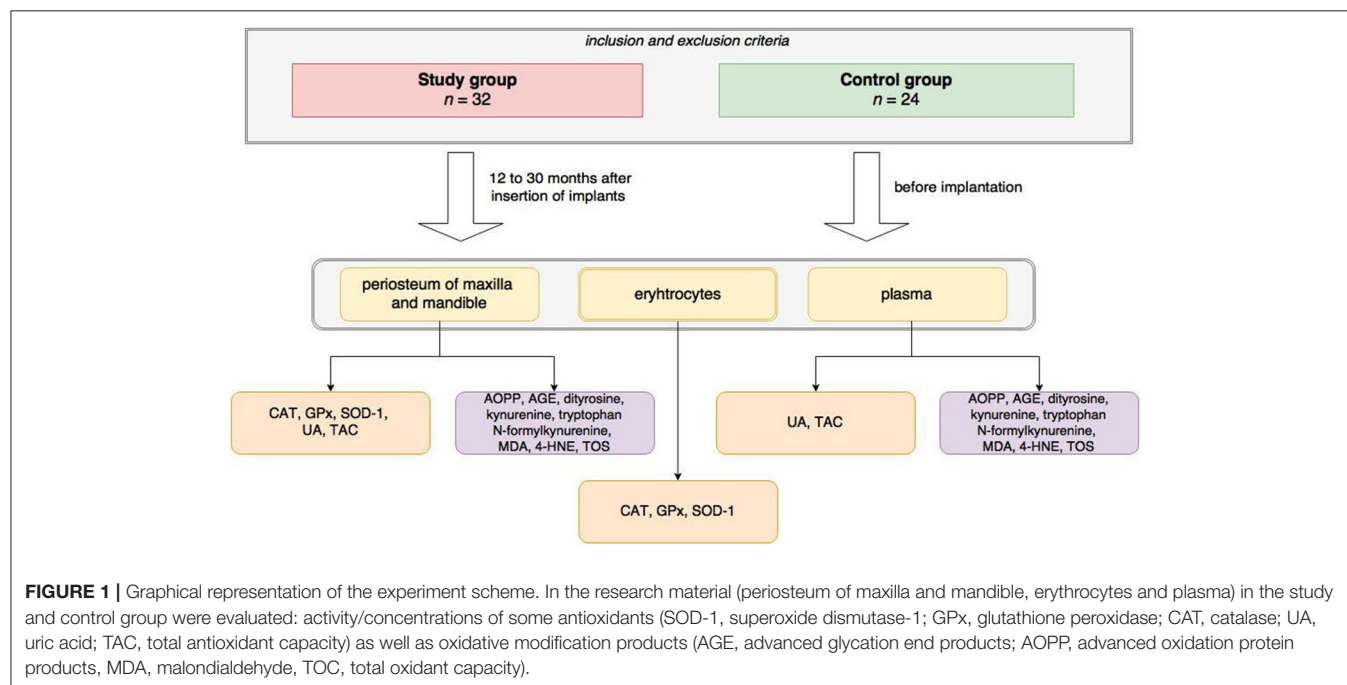 inclusion and exclusion criteria
Study group
n = 32
Control group
n = 24
12 to 30 months after
insertion of implants
before implantation
periosteum of maxilla
and mandible
eryhtrocytes
plasma
CAT, GPx, SOD-1,
UA, TAC
AOPP, AGE, dityrosine,
kynurenine, tryptophan
N-formylkynurenine,
MDA, 4-HNE, TOS
UA, TAC
AOPP, AGE, dityrosine,
kynurenine, tryptophan
N-formylkynurenine,
MDA, 4-HNE, TOS
CAT, GPx, SOD-1
FIGURE 1 | Graphical representation of the experiment scheme. In the research material (periosteum of maxilla and mandible, erythrocytes and plasma) in the study
and control group were evaluated: activity/concentrations of some antioxidants (SOD-1, superoxide dismutase-1; GPx, glutathione peroxidase; CAT, catalase; UA,
uric acid; TAC, total antioxidant capacity) as well as oxidative modification products (AGE, advanced glycation end products; AOPP, advanced oxidation protein
products, MDA, malondialdehyde, TOC, total oxidant capacity).